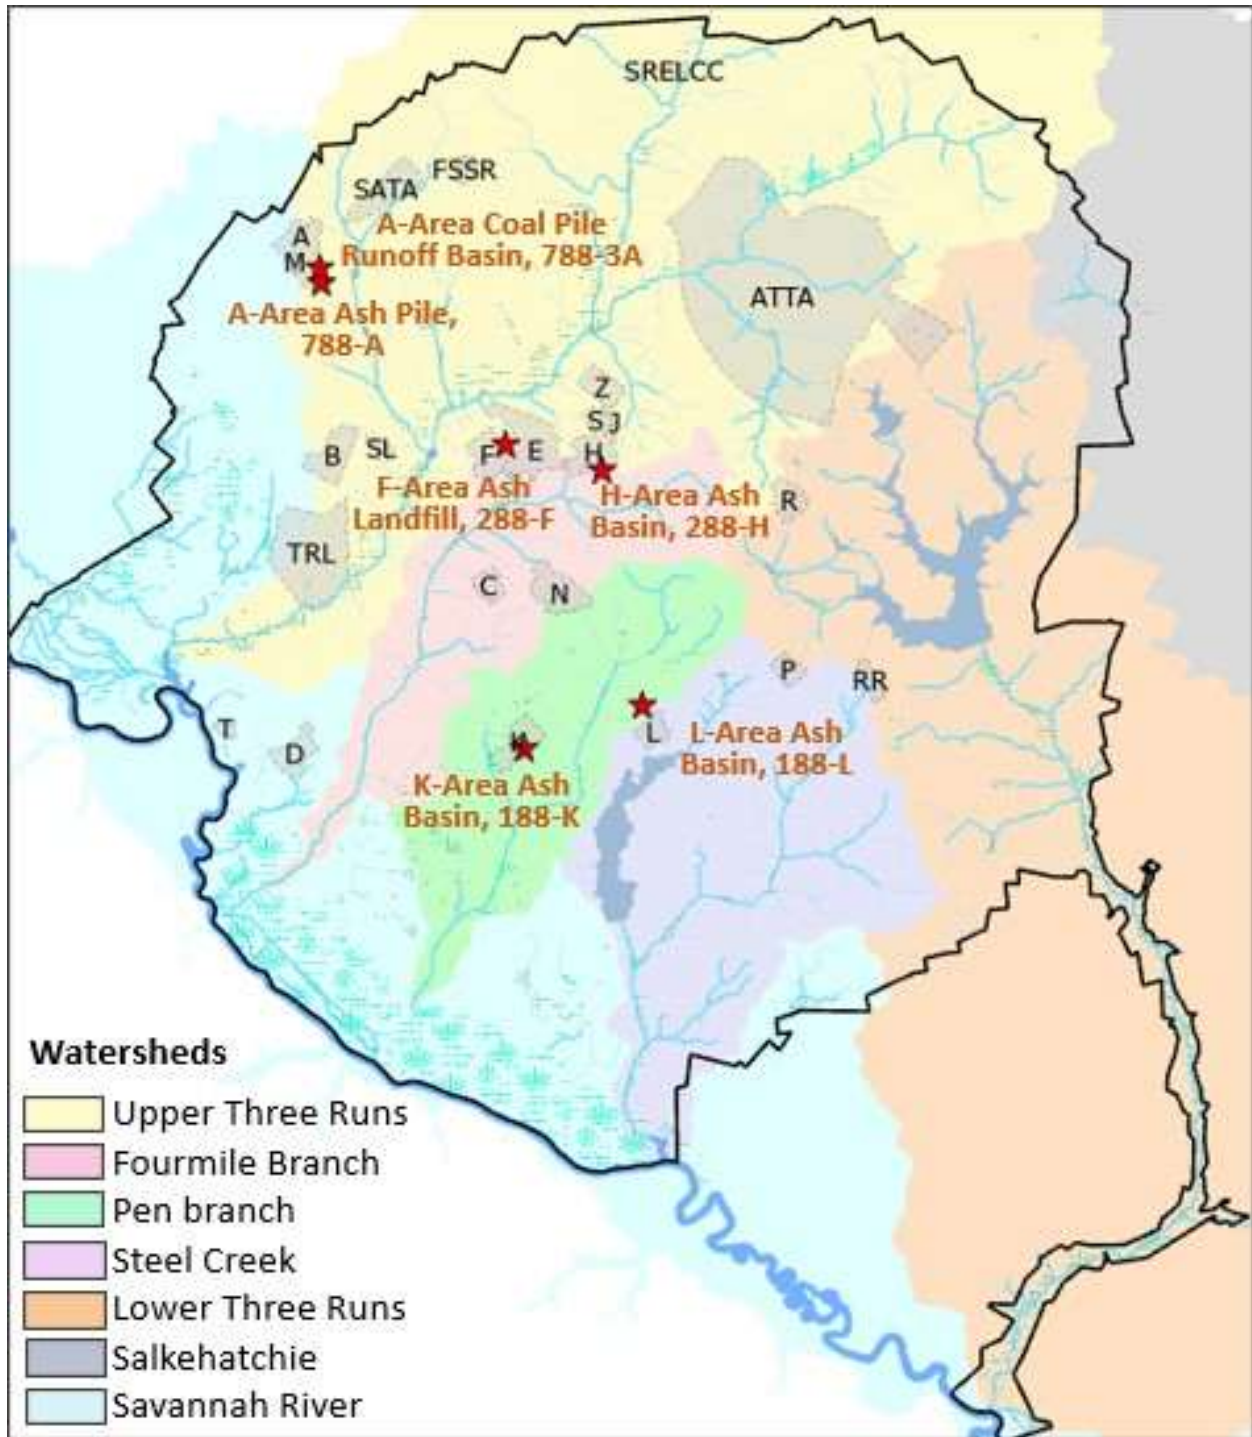 SRELCC
FSSR
SATA
A-Area Coal Pile
Runoff Basin, 788-3A
A
M
A-Area Ash Pile,
788-A
ATTA
Z
S J
H
B
SL
F
E
F-Area Ash
Landfill, 288-F
H-Area Ash
Basin, 288-H
R
TRL
C
N
P
RR
T
D
L
L-Area Ash
Basin, 188-L
K
K-Area Ash
Basin, 188-K
Watersheds
Upper Three Runs
Fourmile Branch
Pen branch
Steel Creek
Lower Three Runs
Salkehatchie
Savannah River